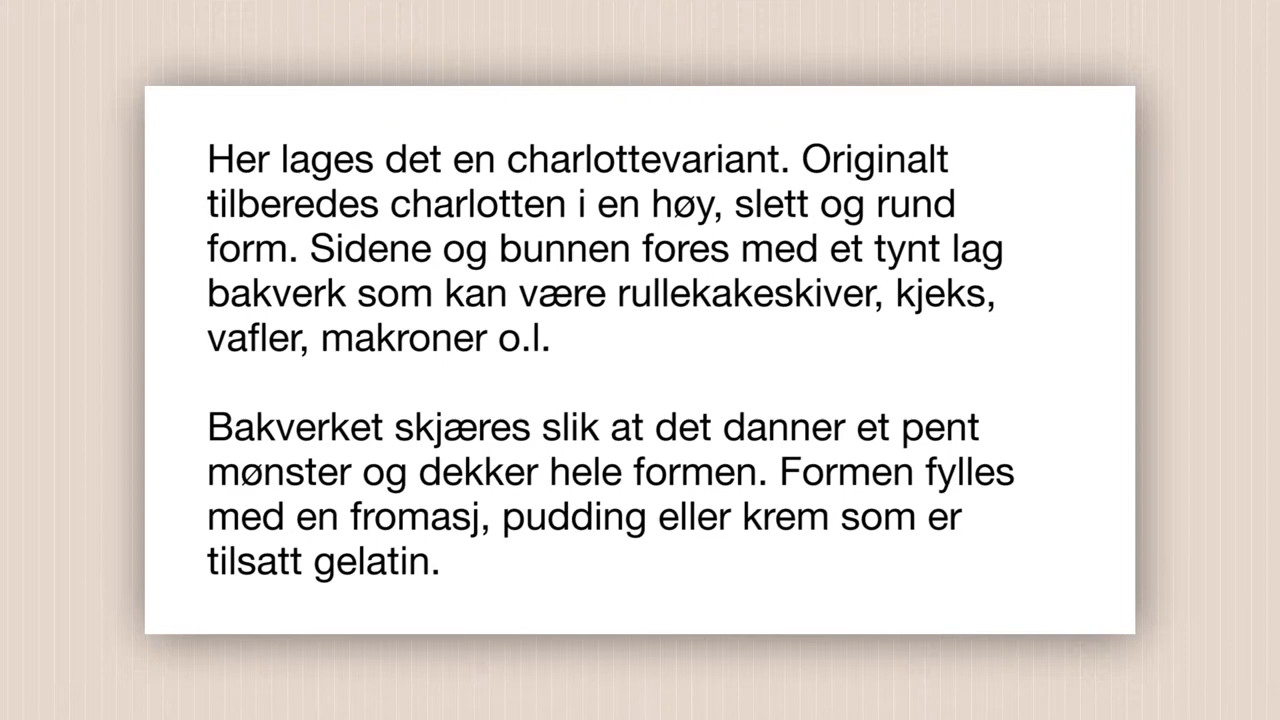 Her lages det en charlottevariant. Originalt
tilberedes charlotten i en høy, slett og rund
form. Sidene og bunnen fores med et tynt lag
bakverk som kan være rullekakeskiver, kjeks,
vafler, makroner o.l.
Bakverket skjæres slik at det danner et pent
mønster og dekker hele formen. Formen fylles
med en fromasj, pudding eller krem som er
tilsatt gelatin.